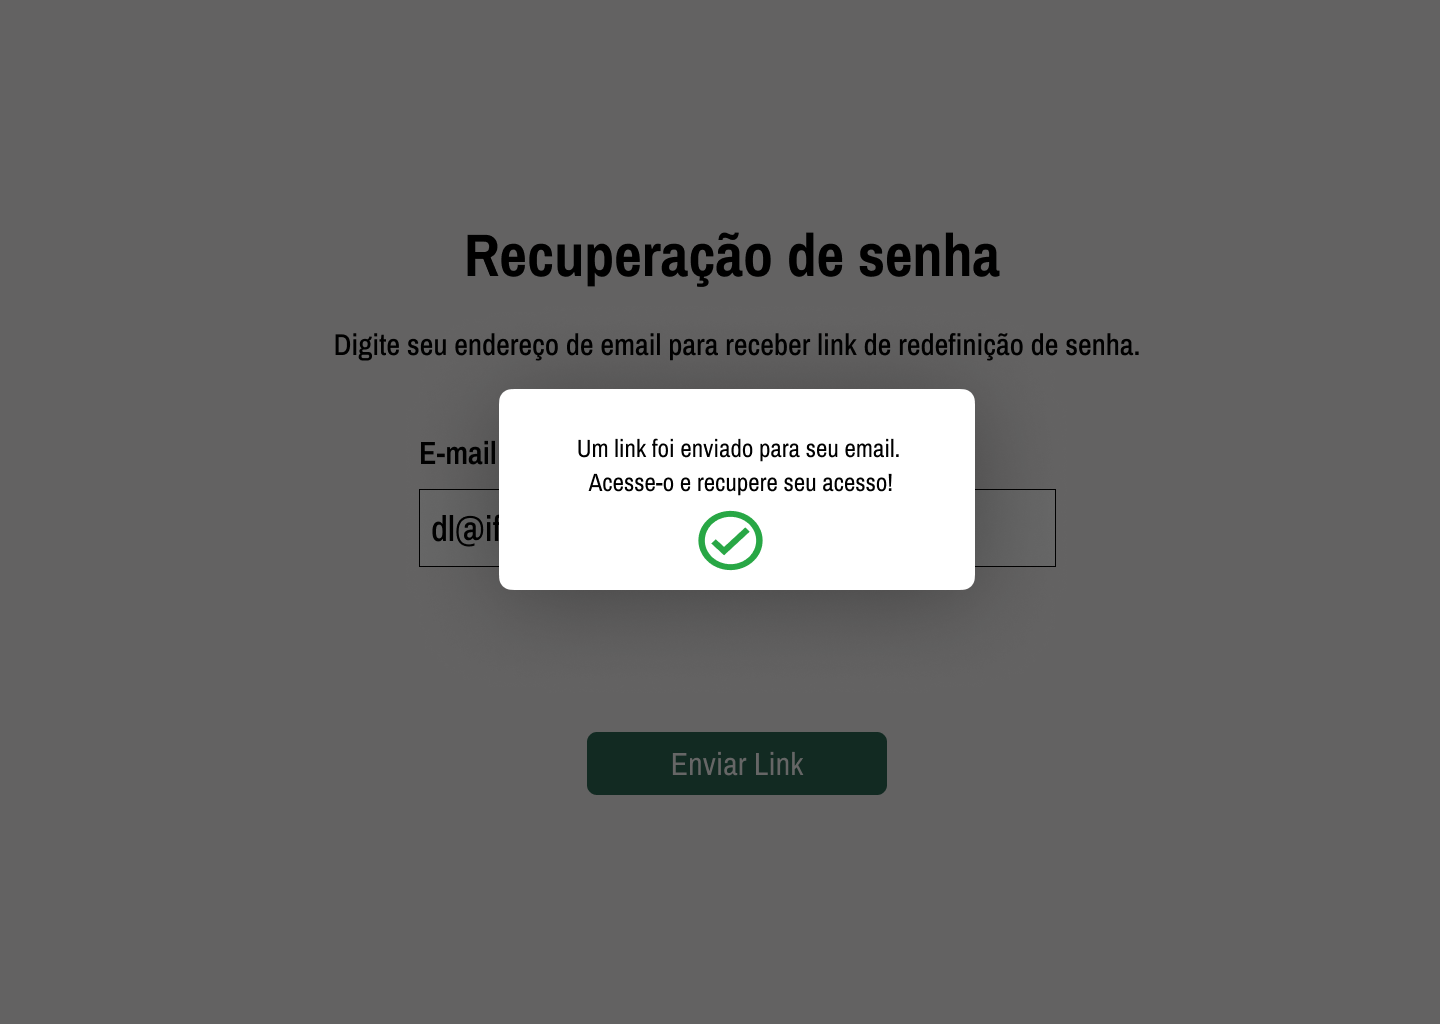 Recuperação de senha
Digite seu endereço de email para receber link de redefinição de senha.
E-mail
Um link foi enviado para seu email.
Acesse-o e recupere seu acesso!
dl@if
Enviar Link